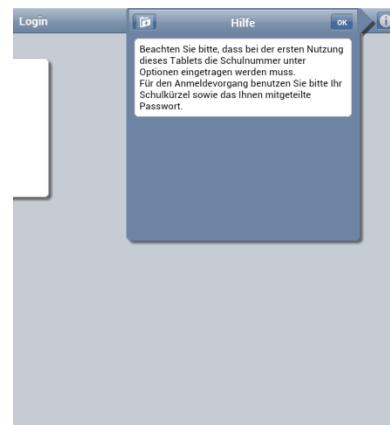 Login
Hilfe
OK
Beachten Sie bitte, dass bei der ersten Nutzung
dieses Tablets die Schulnummer unter
Optionen eingetragen werden muss.
Für den Anmeldevorgang benutzen Sie bitte Ihr
Schulkürzel sowie das Ihnen mitgeteilte
Passwort.